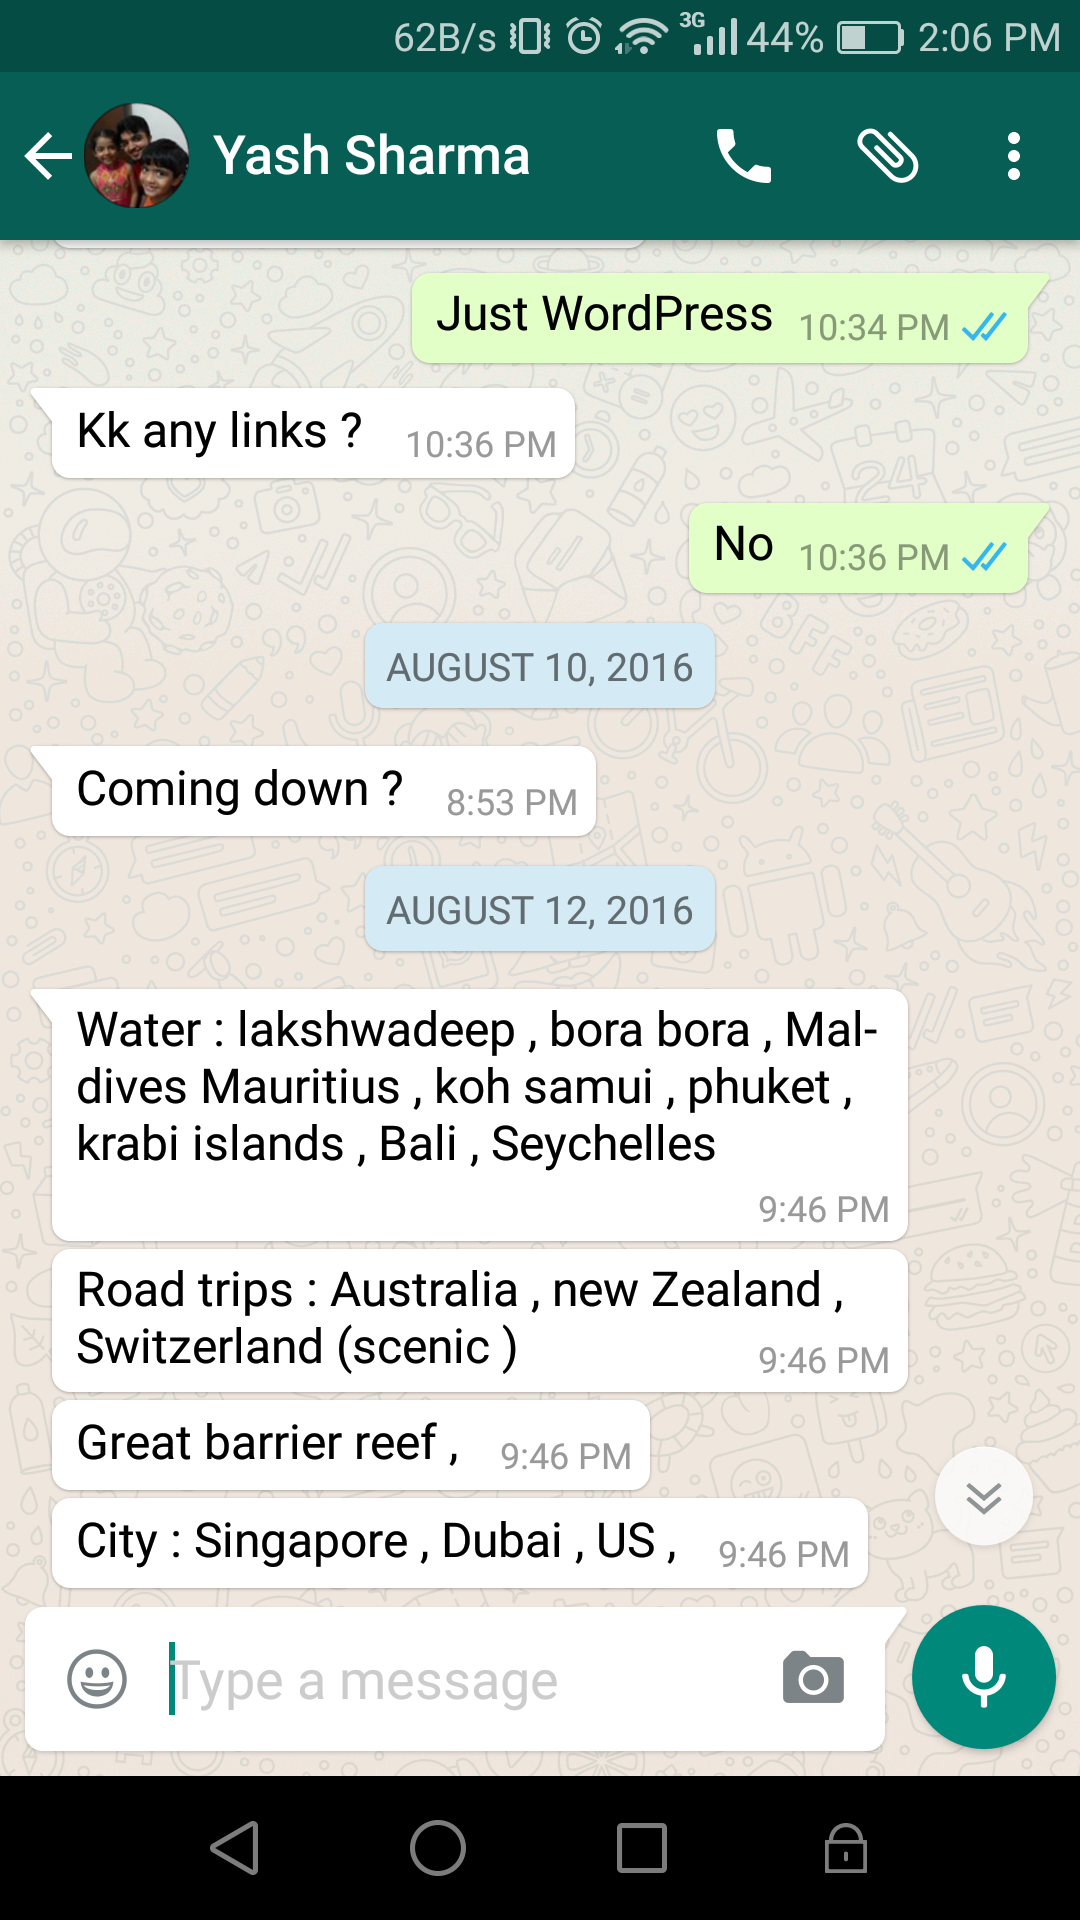 62B/s 3G 44% 2:06 PM
Yash Sharma
Just WordPress 10:34 PM
Kk any links ? 10:36 PM
No 10:36 PM
AUGUST 10, 2016
Coming down ? 8:53 PM
AUGUST 12, 2016
Water : lakshwadeep , bora bora , Mal-
dives Mauritius , koh samui , phuket ,
krabi islands , Bali , Seychelles
9:46 PM
Road trips : Australia , new Zealand ,
Switzerland (scenic ) 9:46 PM
Great barrier reef , 9:46 PM
City : Singapore , Dubai , US , 9:46 PM
Type a message